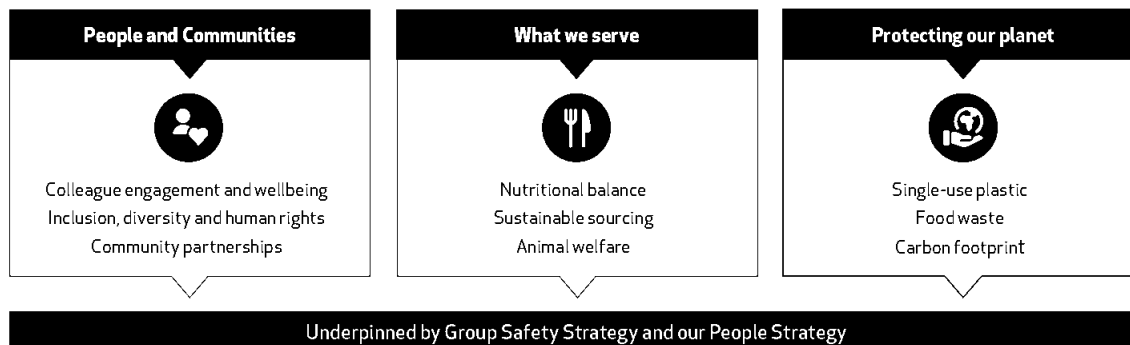 People and Communities
Colleague engagement and wellbeing
Inclusion, diversity and human rights
Community partnerships
What we serve
Nutritional balance
Sustainable sourcing
Animal welfare
Protecting our planet
Single-use plastic
Food waste
Carbon footprint
Underpinned by Group Safety Strategy and our People Strategy